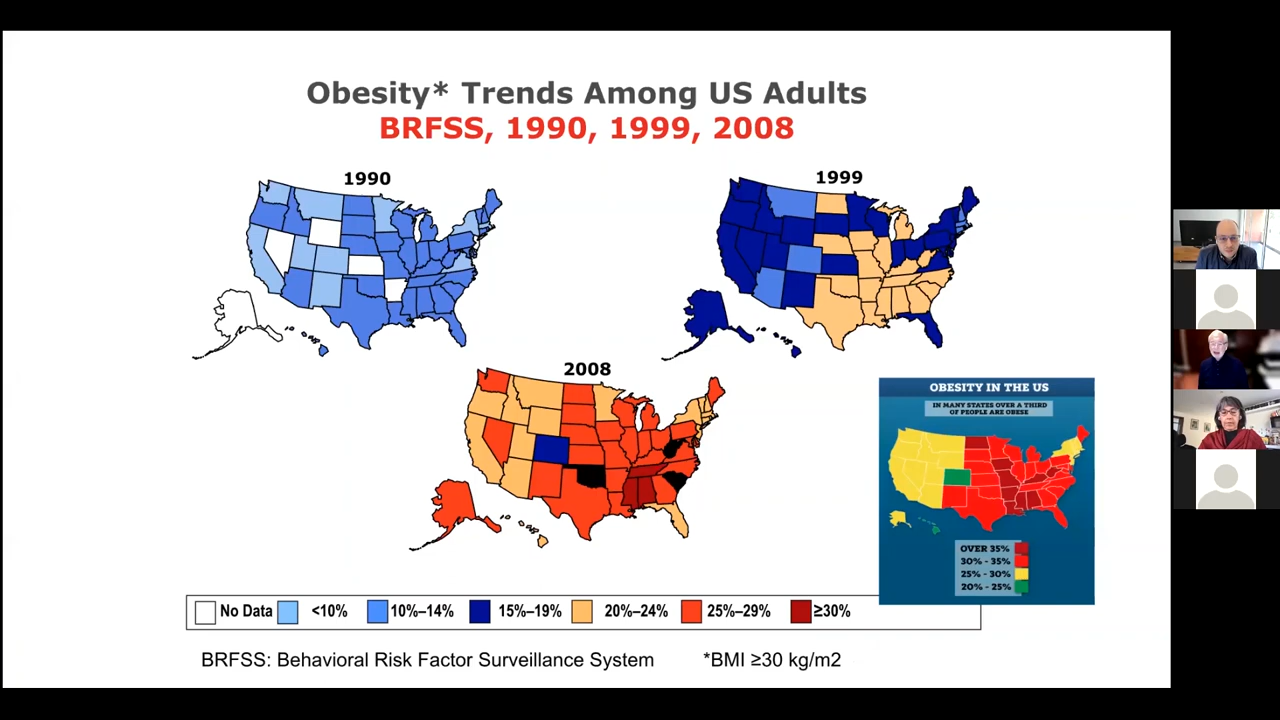 Obesity* Trends Among US Adults
BRFSS, 1990, 1999, 2008
1990
1999
2008
OBESITY IN THE US
IN MANY STATES OVER A THIRD
OF PEOPLE ARE OBESE
OVER 35%
30% - 35%
25% - 30%
20% - 25%
No Data <10% 10%–14% 15%–19% 20%–24% 25%–29% ≥30%
BRFSS: Behavioral Risk Factor Surveillance System *BMI ≥30 kg/m2